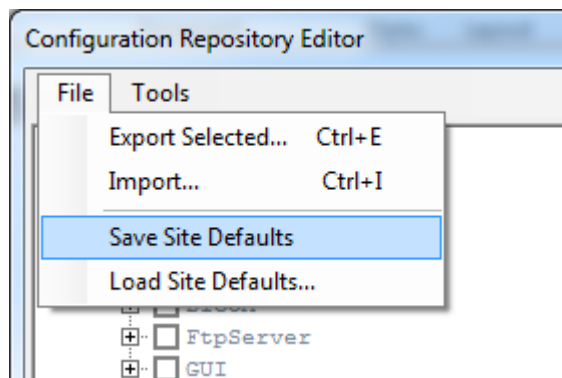 Configuration Repository Editor
File Tools
Export Selected... Ctrl+E
Import... Ctrl+I
Save Site Defaults
Load Site Defaults...
FtpServer
GUI